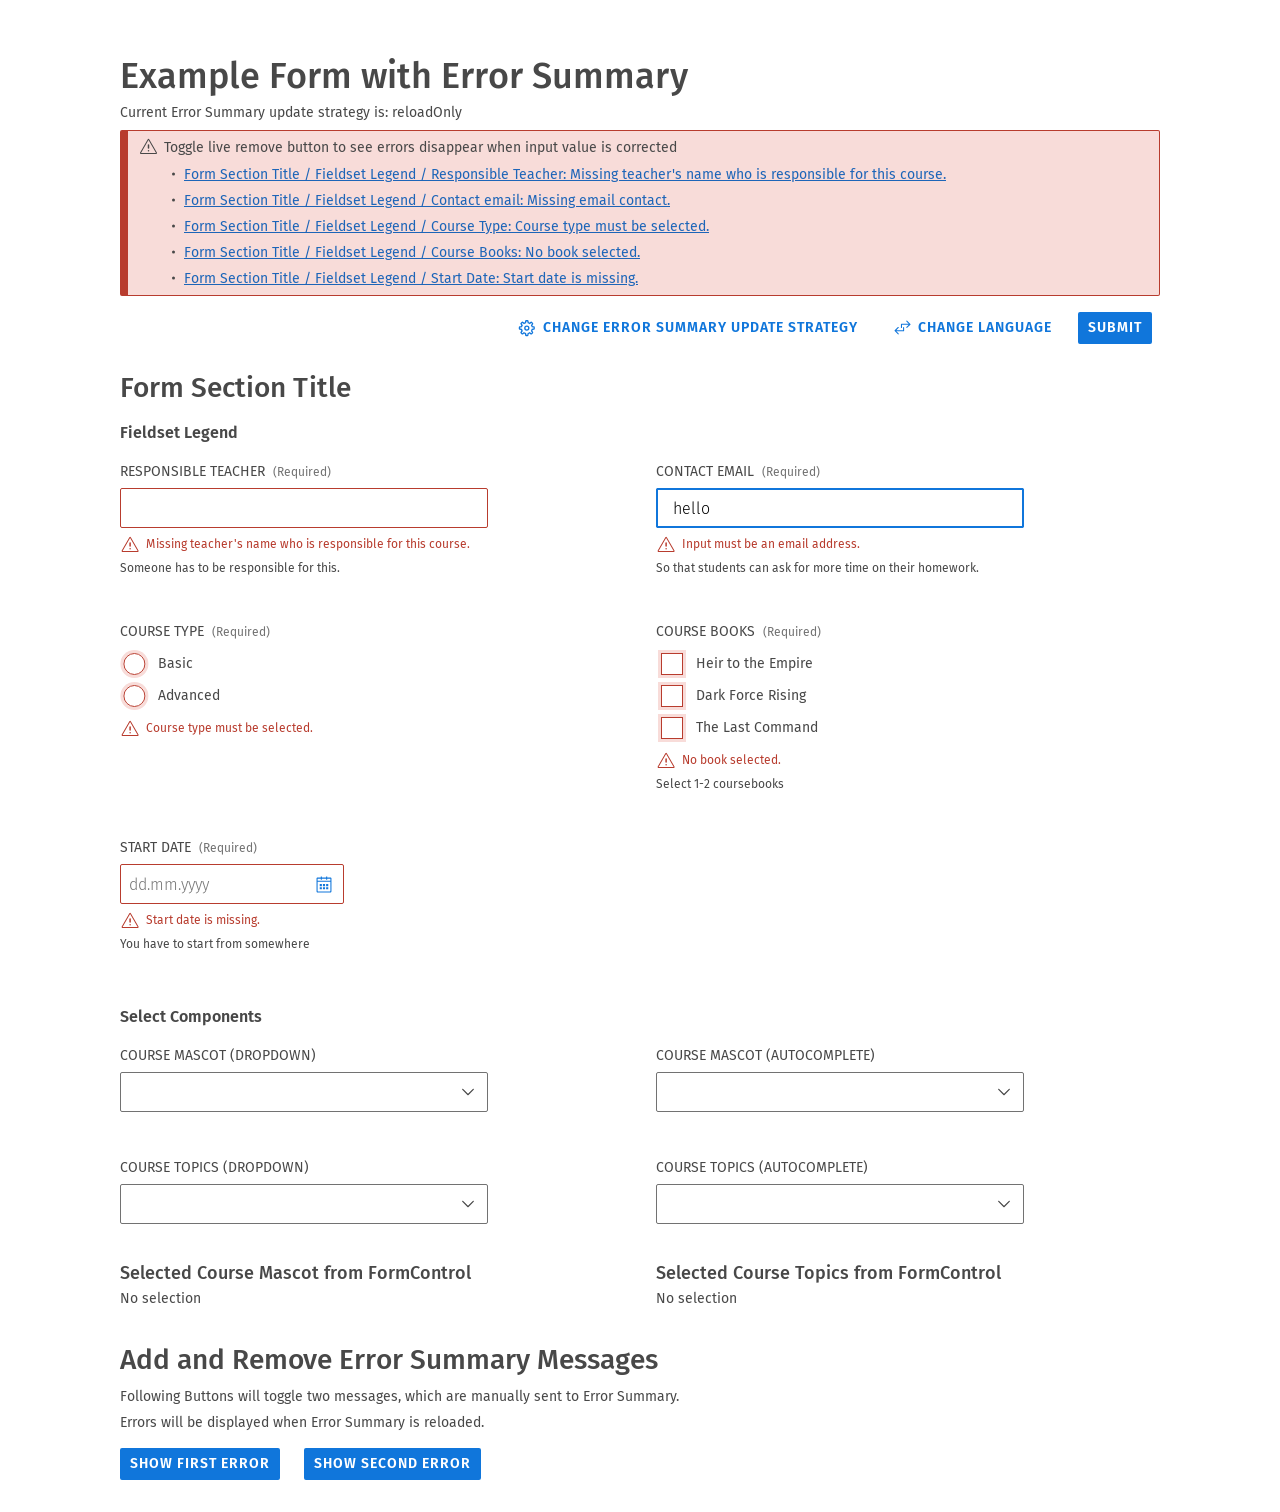 Example Form with Error Summary
Current Error Summary update strategy is: reloadOnly
Toggle live remove button to see errors disappear when input value is corrected
• Form Section Title / Fieldset Legend / Responsible Teacher: Missing teacher's name who is responsible for this course.
• Form Section Title / Fieldset Legend / Contact email: Missing email contact.
• Form Section Title / Fieldset Legend / Course Type: Course type must be selected.
• Form Section Title / Fieldset Legend / Course Books: No book selected.
• Form Section Title / Fieldset Legend / Start Date: Start date is missing.
CHANGE ERROR SUMMARY UPDATE STRATEGY CHANGE LANGUAGE SUBMIT
Form Section Title
Fieldset Legend
RESPONSIBLE TEACHER (Required)
Missing teacher's name who is responsible for this course.
Someone has to be responsible for this.
CONTACT EMAIL (Required)
hello
Input must be an email address.
So that students can ask for more time on their homework.
COURSE TYPE (Required)
Basic
Advanced
Course type must be selected.
COURSE BOOKS (Required)
Heir to the Empire
Dark Force Rising
The Last Command
No book selected.
Select 1-2 coursebooks
START DATE (Required)
dd.mm.yyyy
Start date is missing.
You have to start from somewhere
Select Components
COURSE MASCOT (DROPDOWN)
COURSE MASCOT (AUTOCOMPLETE)
COURSE TOPICS (DROPDOWN)
COURSE TOPICS (AUTOCOMPLETE)
Selected Course Mascot from FormControl
No selection
Selected Course Topics from FormControl
No selection
Add and Remove Error Summary Messages
Following Buttons will toggle two messages, which are manually sent to Error Summary.
Errors will be displayed when Error Summary is reloaded.
SHOW FIRST ERROR SHOW SECOND ERROR